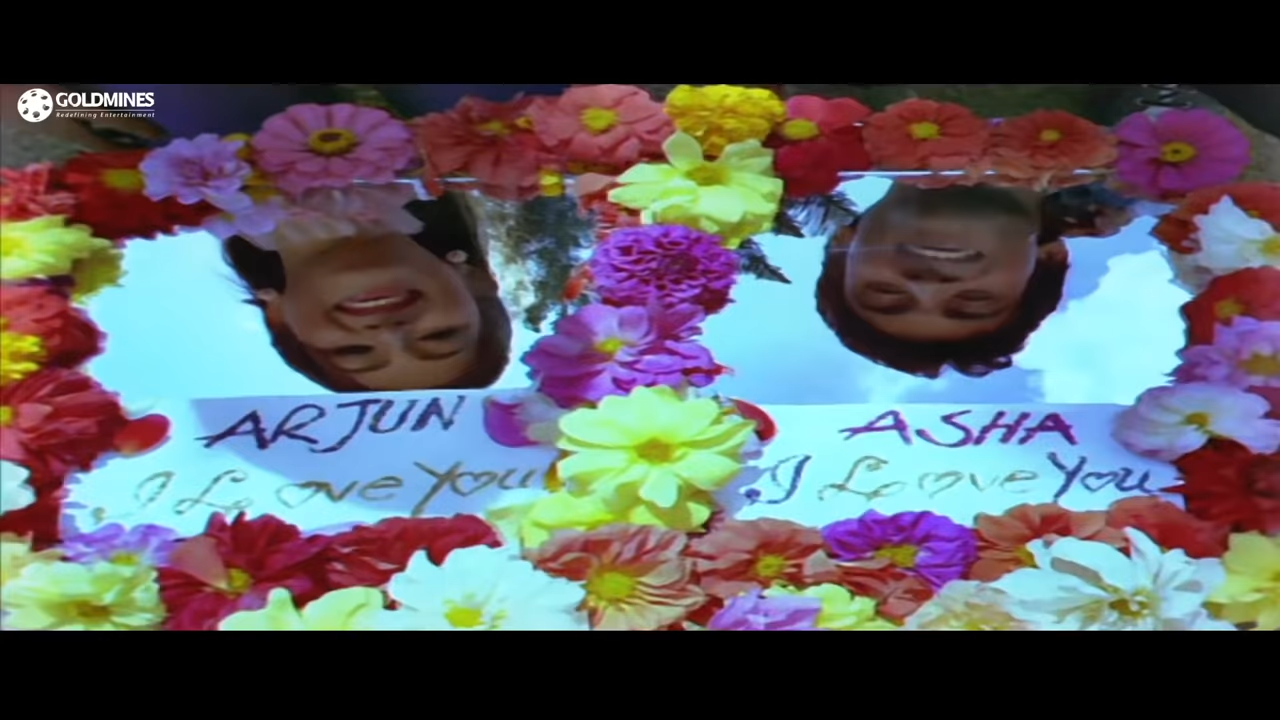 GOLDMINES
Redefining Entertainment
ARJUN
I Love You
ASHA
I Love You